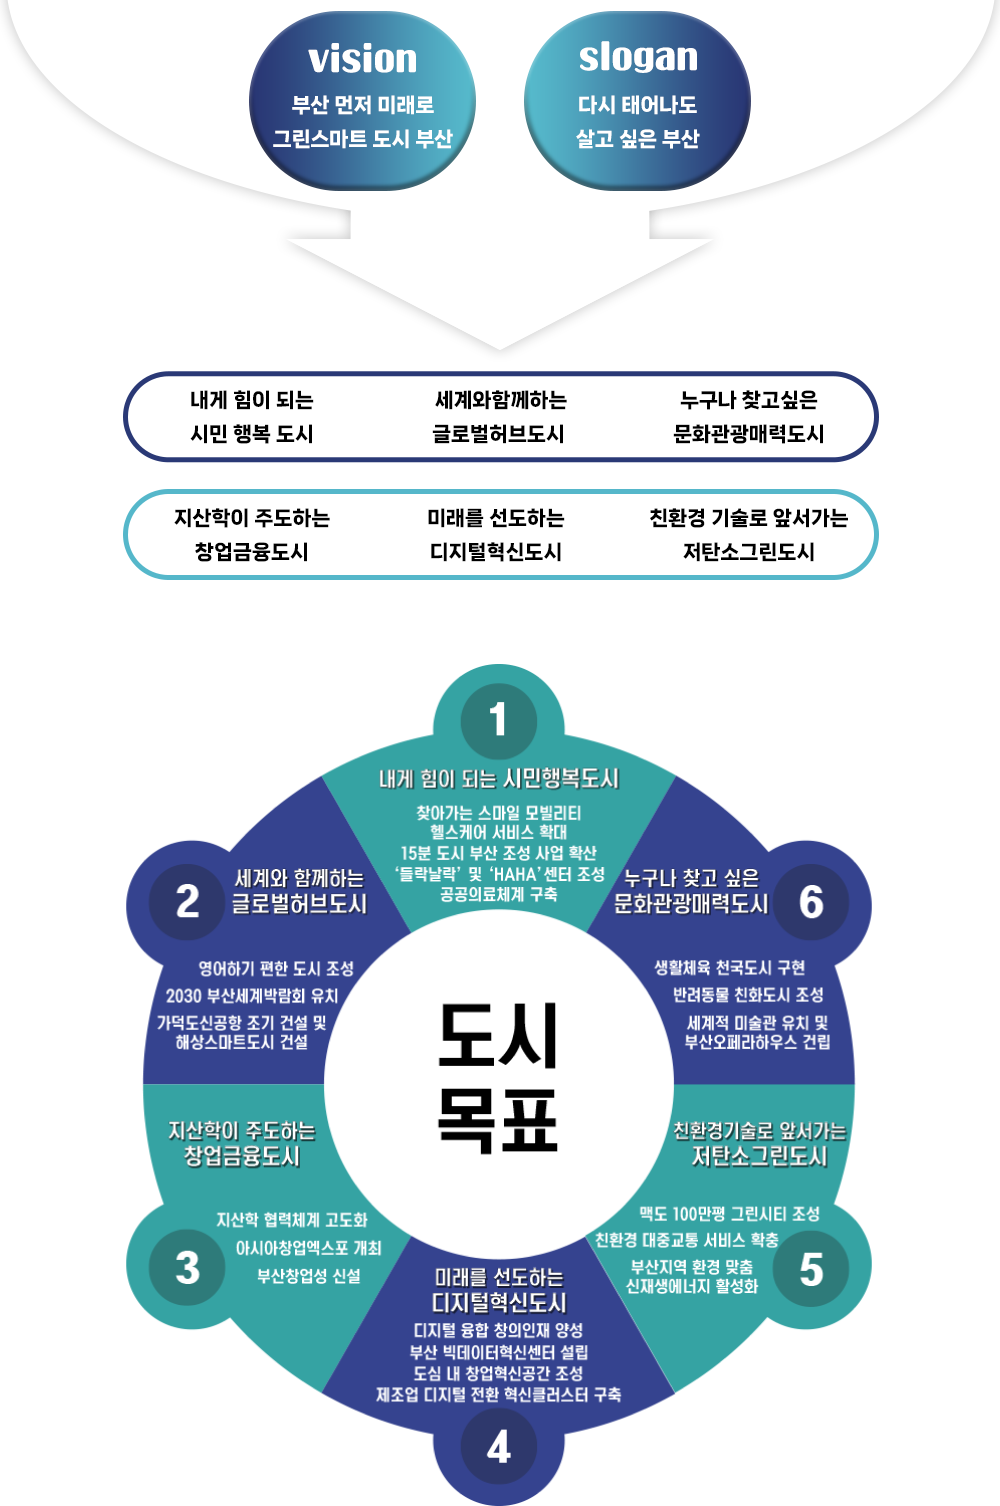 vision
부산 먼저 미래로
그린스마트 도시 부산
slogan
다시 태어나도
살고 싶은 부산
내게 힘이 되는
시민 행복 도시
세계와함께하는
글로벌허브도시
누구나 찾고싶은
문화관광매력도시
지산학이 주도하는
창업금융도시
미래를 선도하는
디지털혁신도시
친환경 기술로 앞서가는
저탄소그린도시
도시
목표
1
내게 힘이 되는 시민행복도시
찾아가는 스마일 모빌리티
헬스케어 서비스 확대
15분 도시 부산 조성 사업 확산
‘들락날락’ 및 ‘HAHA’센터 조성
공공의료체계 구축
2
세계와 함께하는
글로벌허브도시
영어하기 편한 도시 조성
2030 부산세계박람회 유치
가덕도신공항 조기 건설 및
해상스마트도시 건설
3
지산학이 주도하는
창업금융도시
지산학 협력체계 고도화
아시아창업엑스포 개최
부산창업성 신설
4
미래를 선도하는
디지털혁신도시
디지털 융합 창의인재 양성
부산 빅데이터혁신센터 설립
도심 내 창업혁신공간 조성
제조업 디지털 전환 혁신클러스터 구축
5
친환경기술로 앞서가는
저탄소그린도시
맥도 100만평 그린시티 조성
친환경 대중교통 서비스 확충
부산지역 환경 맞춤
신재생에너지 활성화
6
누구나 찾고 싶은
문화관광매력도시
생활체육 천국도시 구현
반려동물 친화도시 조성
세계적 미술관 유치 및
부산오페라하우스 건립